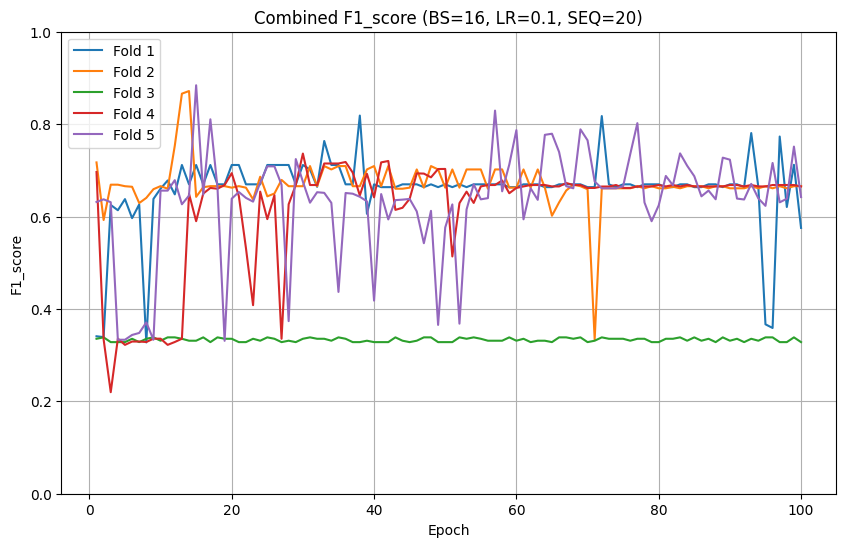 Combined F1_score (BS=16, LR=0.1, SEQ=20)
1.0
0.8
0.6
0.4
0.2
0.0
F1_score
Fold 1
Fold 2
Fold 3
Fold 4
Fold 5
0 20 40 60 80 100
Epoch